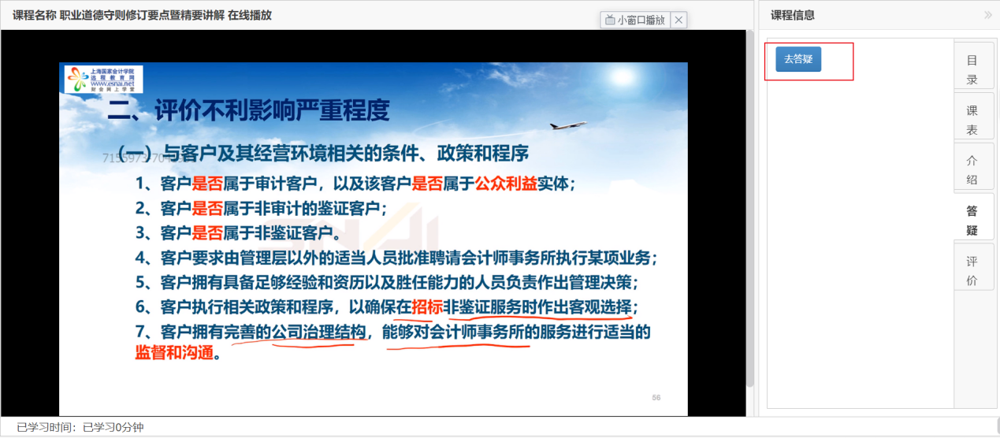 课程名称 职业道德守则修订要点暨精要讲解 在线播放
小窗口播放
课程信息
去答疑
目录
课表
介绍
答疑
评价
上海国家会计学院
远程教育网
www.esnai.net
财会网上学堂
二、评价不利影响严重程度
（一）与客户及其经营环境相关的条件、政策和程序
1、客户是否属于审计客户，以及该客户是否属于公众利益实体；
2、客户是否属于非审计的鉴证客户；
3、客户是否属于非鉴证客户。
4、客户要求由管理层以外的适当人员批准聘请会计师事务所执行某项业务；
5、客户拥有具备足够经验和资历以及胜任能力的人员负责作出管理决策；
6、客户执行相关政策和程序，以确保在招标非鉴证服务时作出客观选择；
7、客户拥有完善的公司治理结构，能够对会计师事务所的服务进行适当的
监督和沟通。
56
已学习时间：已学习0分钟